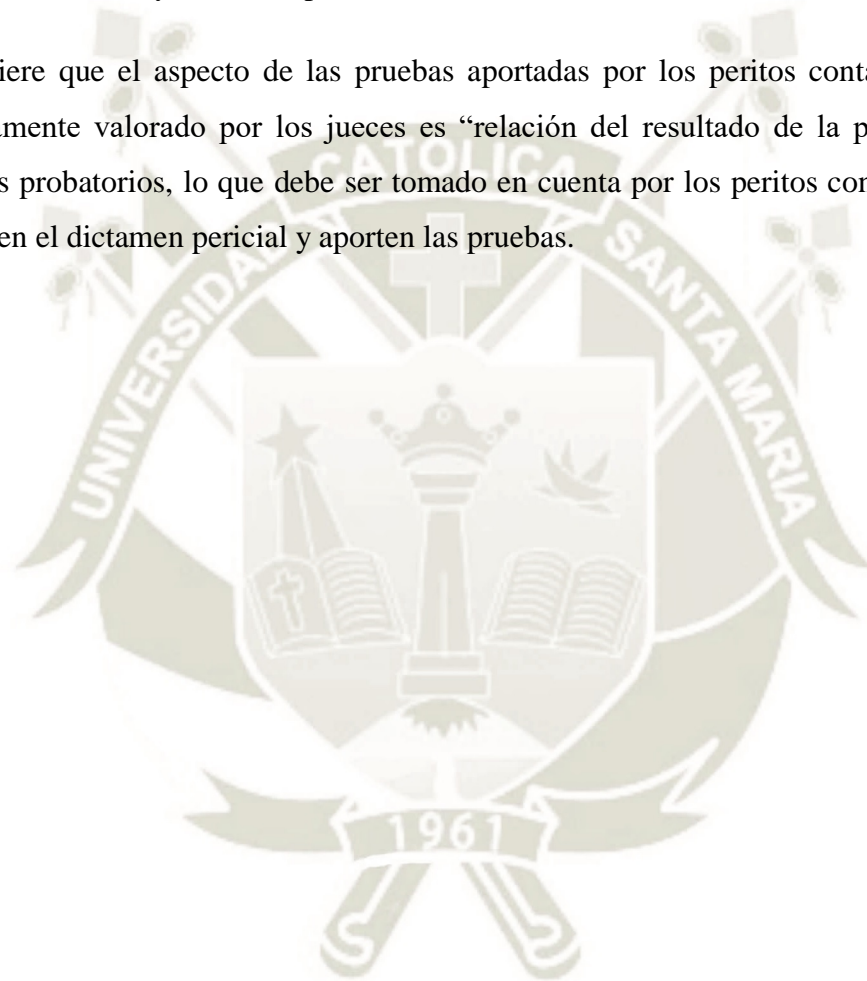 iere que el aspecto de las pruebas aportadas por los peritos
amente valorado por los jueces es “relación del resultado de la
s probatorios, lo que debe ser tomado en cuenta por los peritos
en el dictamen pericial y aporten las pruebas.
UNIVERSIDAD CATOLICA SANTA MARIA
1961